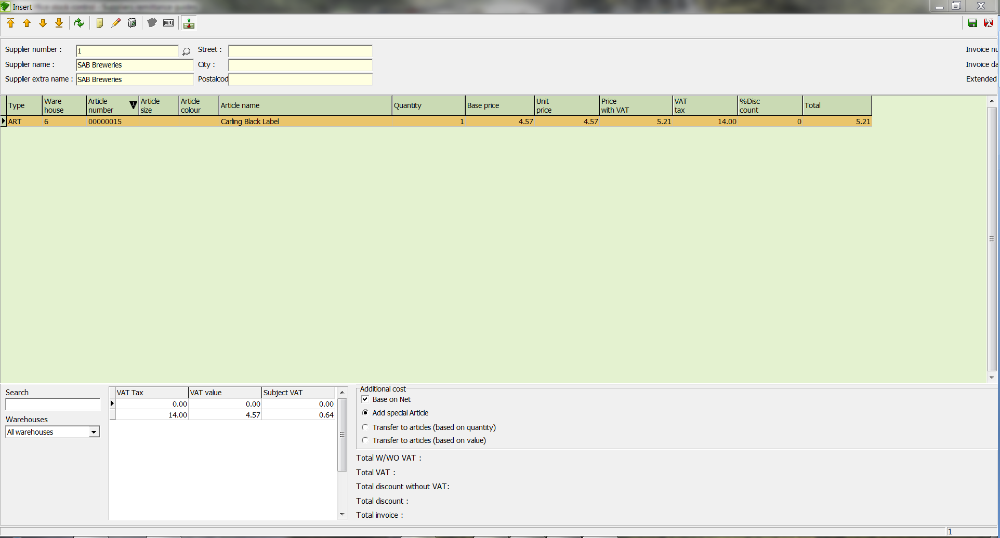 Insert
Supplier number :
1
Street :
Invoice nu
Supplier name :
SAB Breweries
City :
Invoice da
Supplier extra name :
SAB Breweries
Postalcod
Extended
Type
Ware house
Article number
1
Article size
Article colour
Article name
Quantity
Base price
Unit price
Price with VAT
VAT tax
%Disc count
Total
ART 6 00000015 Carling Black Label 1 4.57 4.57 5.21 14.00 0 5.21
Search
Warehouses
All warehouses
VAT Tax VAT value Subject VAT
0.00 0.00 0.00
14.00 4.57 0.64
Additional cost
Base on Net
Add special Article
Transfer to articles (based on quantity)
Transfer to articles (based on value)
Total W/WO VAT :
Total VAT :
Total discount without VAT:
Total discount :
Total invoice :
1